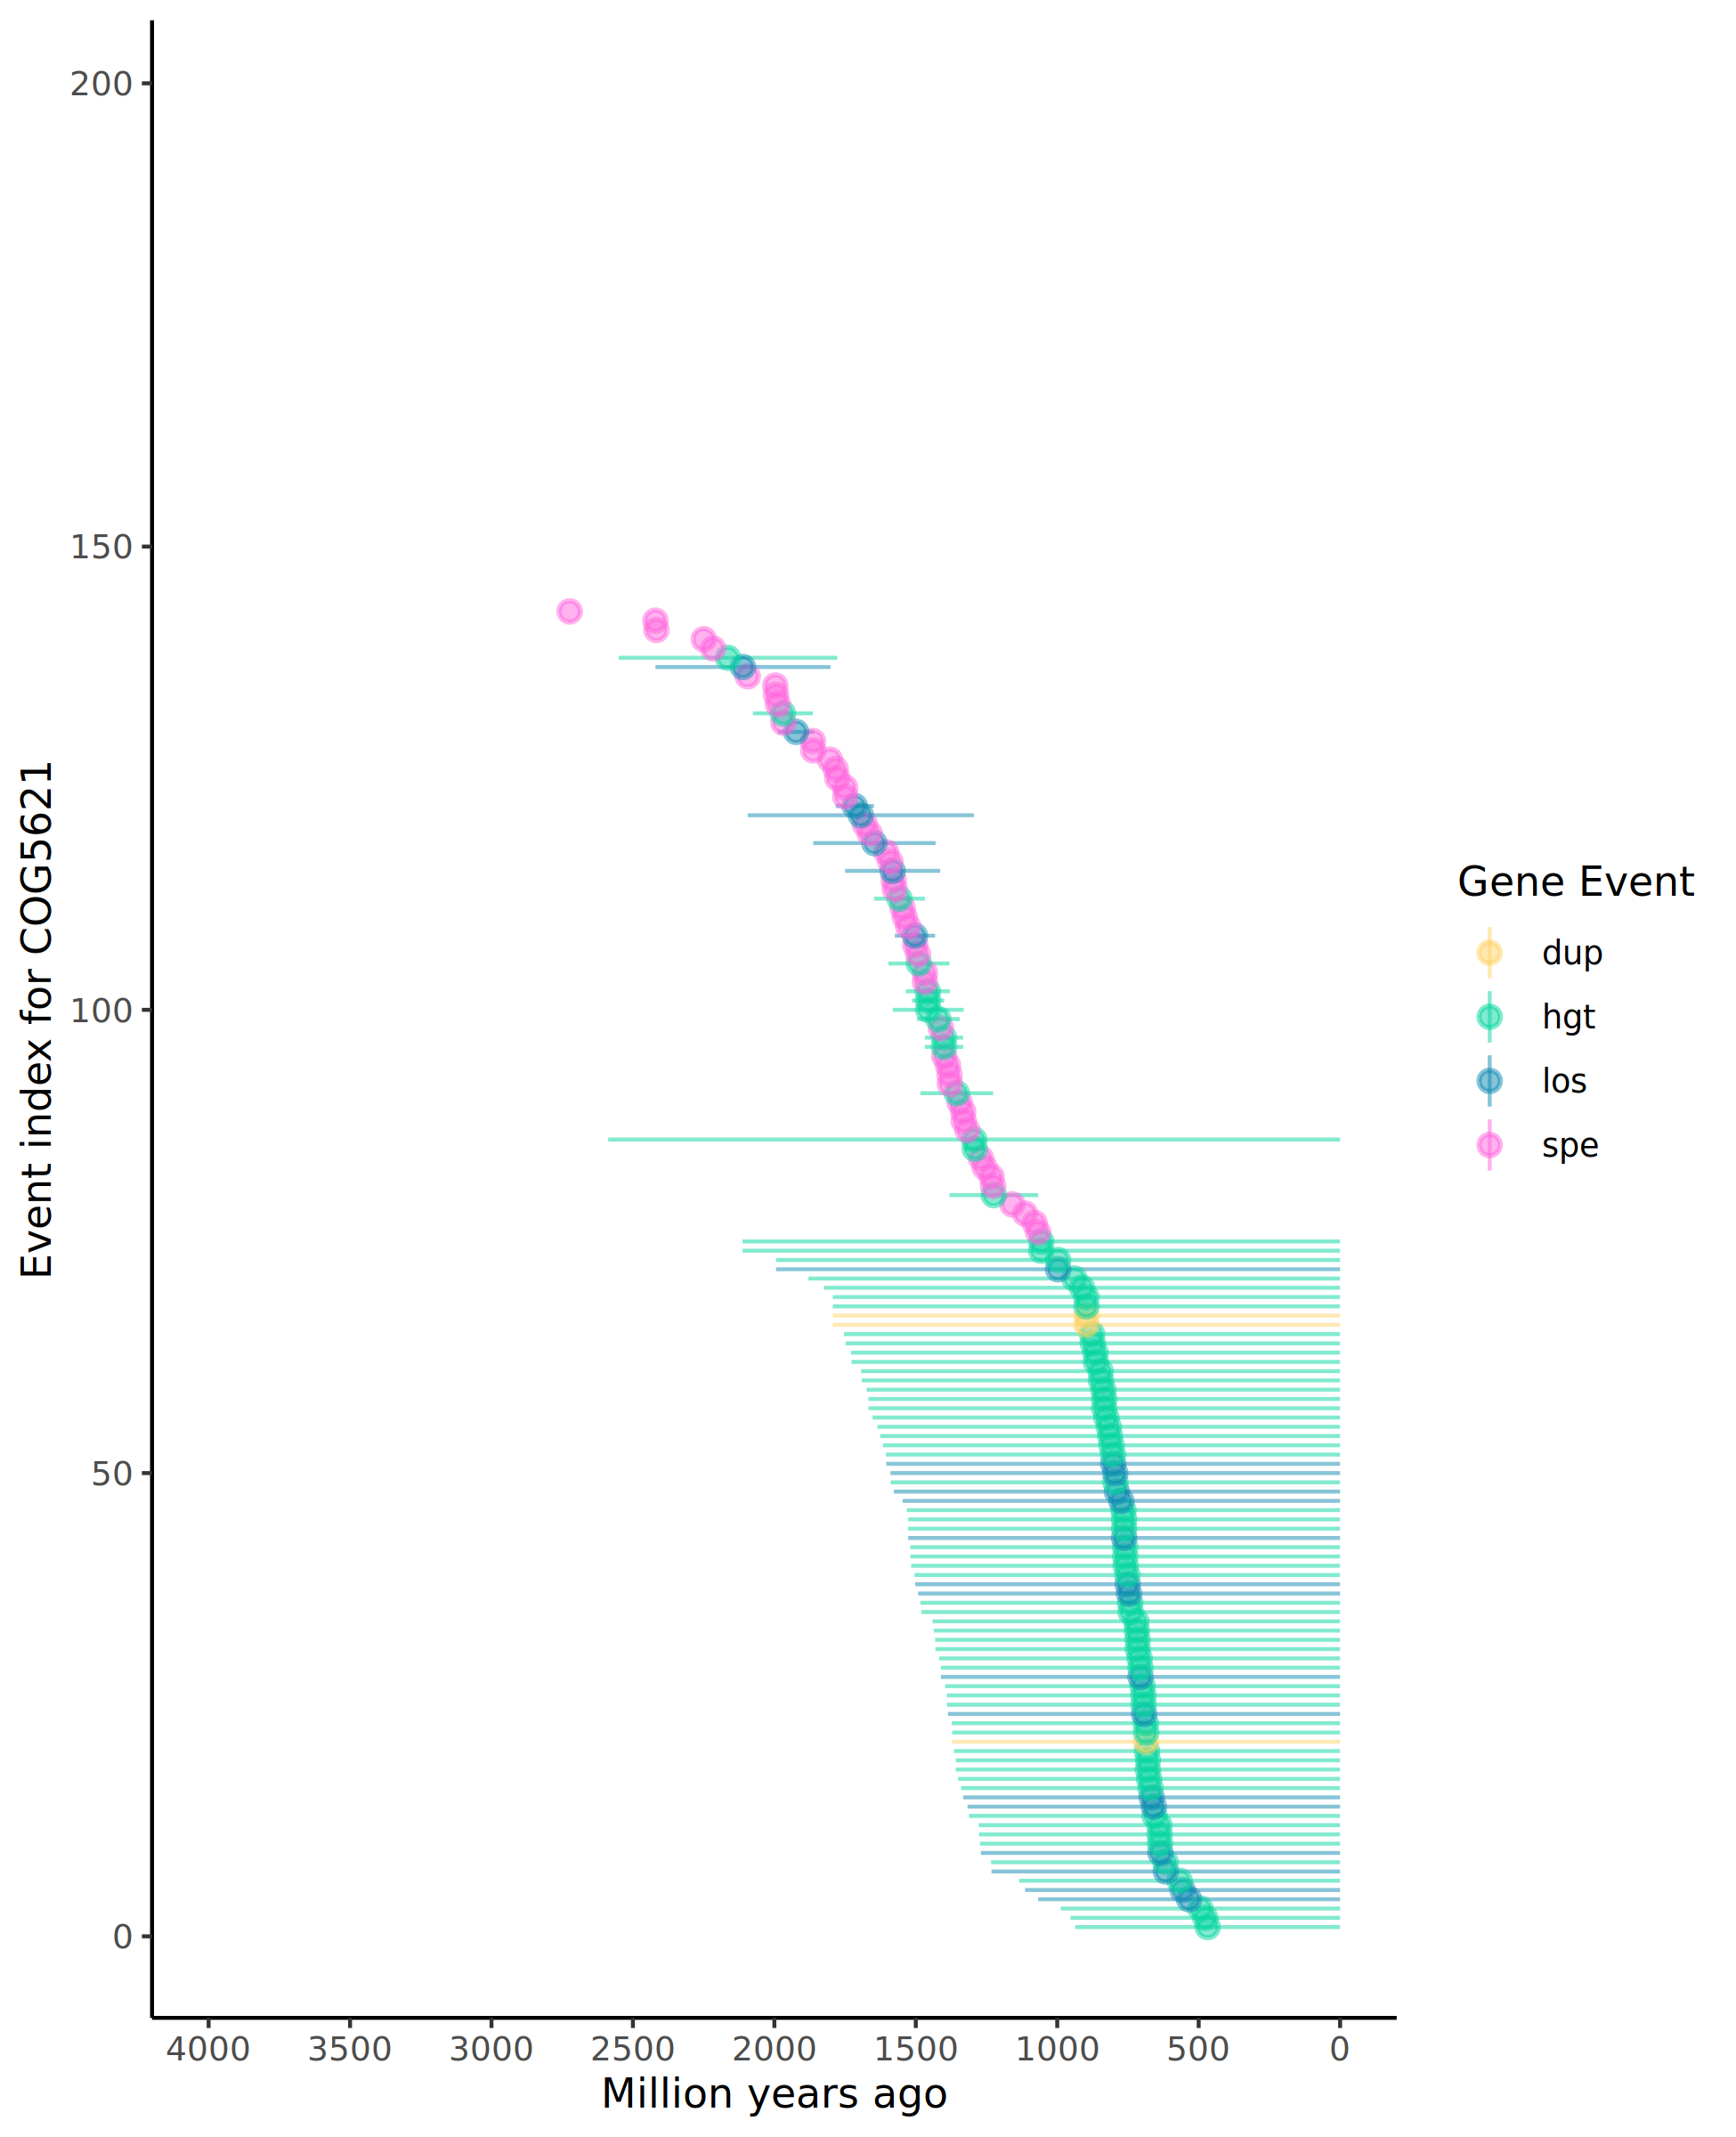 200
150
100
50
0
Event index for COG5621
4000 3500 3000 2500 2000 1500 1000 500 0
Million years ago
Gene Event
dup
hgt
los
spe